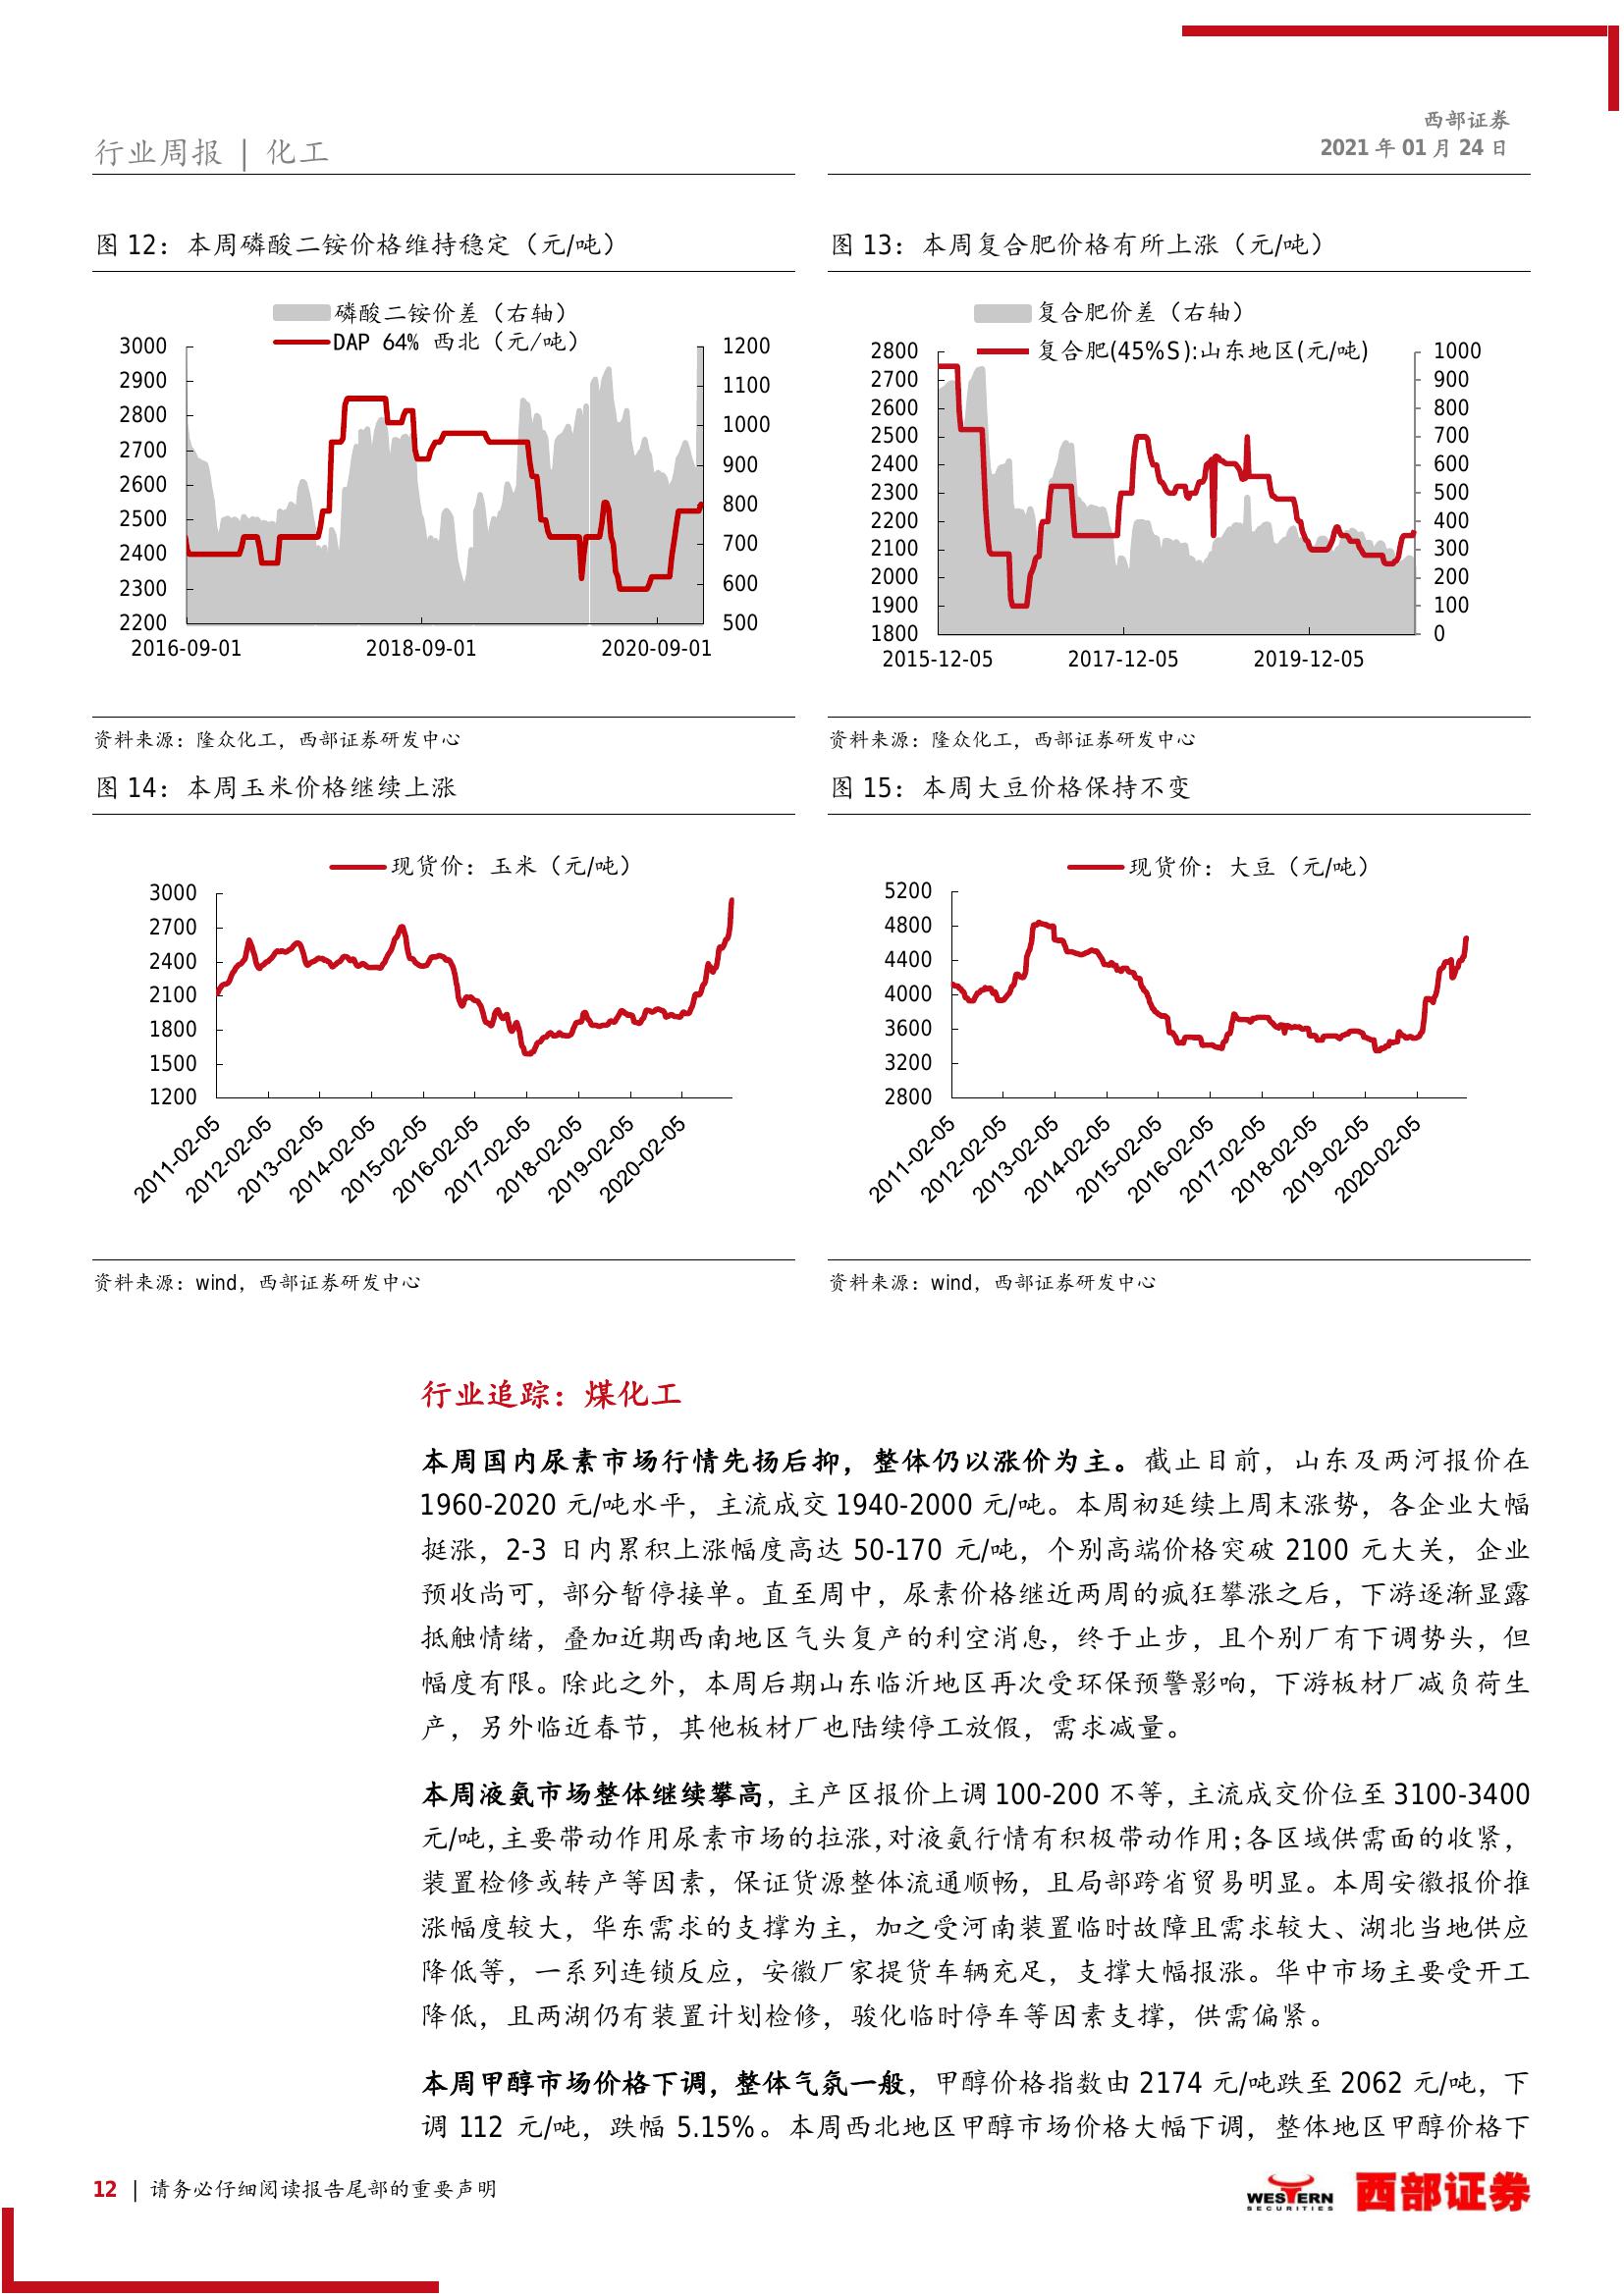 行业周报 | 化工
西部证券
2021 年 01 月 24 日
图 12：本周磷酸二铵价格维持稳定（元/吨）
磷酸二铵价差（右轴）
DAP 64% 西北（元/吨）
3000
2900
2800
2700
2600
2500
2400
2300
2200
1200
1100
1000
900
800
700
600
500
2016-09-01 2018-09-01 2020-09-01
资料来源：隆众化工，西部证券研发中心
图 13：本周复合肥价格有所上涨（元/吨）
复合肥价差（右轴）
复合肥(45%S):山东地区(元/吨)
2800
2700
2600
2500
2400
2300
2200
2100
2000
1900
1800
1000
900
800
700
600
500
400
300
200
100
0
2015-12-05 2017-12-05 2019-12-05
资料来源：隆众化工，西部证券研发中心
图 14：本周玉米价格继续上涨
现货价：玉米（元/吨）
3000
2700
2400
2100
1800
1500
1200
2011-02-05 2012-02-05 2013-02-05 2014-02-05 2015-02-05 2016-02-05 2017-02-05 2018-02-05 2019-02-05 2020-02-05
资料来源：wind，西部证券研发中心
图 15：本周大豆价格保持不变
现货价：大豆（元/吨）
5200
4800
4400
4000
3600
3200
2800
2011-02-05 2012-02-05 2013-02-05 2014-02-05 2015-02-05 2016-02-05 2017-02-05 2018-02-05 2019-02-05 2020-02-05
资料来源：wind，西部证券研发中心
行业追踪：煤化工
本周国内尿素市场行情先扬后抑，整体仍以涨价为主。截止目前，山东及两河报价在
1960-2020 元/吨水平，主流成交 1940-2000 元/吨。本周初延续上周末涨势，各企业大幅
挺涨，2-3 日内累积上涨幅度高达 50-170 元/吨，个别高端价格突破 2100 元大关，企业
预收尚可，部分暂停接单。直至周中，尿素价格继近两周的疯狂攀涨之后，下游逐渐显露
抵触情绪，叠加近期西南地区气头复产的利空消息，终于止步，且个别厂有下调势头，但
幅度有限。除此之外，本周后期山东临沂地区再次受环保预警影响，下游板材厂减负荷生
产，另外临近春节，其他板材厂也陆续停工放假，需求减量。
本周液氨市场整体继续攀高，主产区报价上调 100-200 不等，主流成交价位至 3100-3400
元/吨，主要带动作用尿素市场的拉涨，对液氨行情有积极带动作用；各区域供需面的收紧，
装置检修或转产等因素，保证货源整体流通顺畅，且局部跨省贸易明显。本周安徽报价推
涨幅度较大，华东需求的支撑为主，加之受河南装置临时故障且需求较大、湖北当地供应
降低等，一系列连锁反应，安徽厂家提货车辆充足，支撑大幅报涨。华中市场主要受开工
降低，且两湖仍有装置计划检修，骏化临时停车等因素支撑，供需偏紧。
本周甲醇市场价格下调，整体气氛一般，甲醇价格指数由 2174 元/吨跌至 2062 元/吨，下
调 112 元/吨，跌幅 5.15%。本周西北地区甲醇市场价格大幅下调，整体地区甲醇价格下
12 | 请务必仔细阅读报告尾部的重要声明
WESTERN
SECURITIES
西部证券